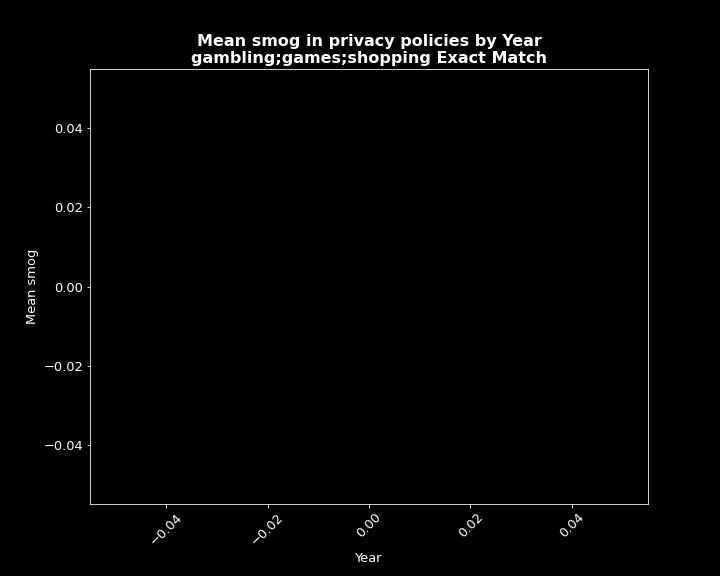 Mean smog in privacy policies by Year
gambling;games;shopping Exact Match
0.04
0.02
0.00
−0.02
−0.04
Mean smog
−0.04
−0.02
0.00
0.02
0.04
Year